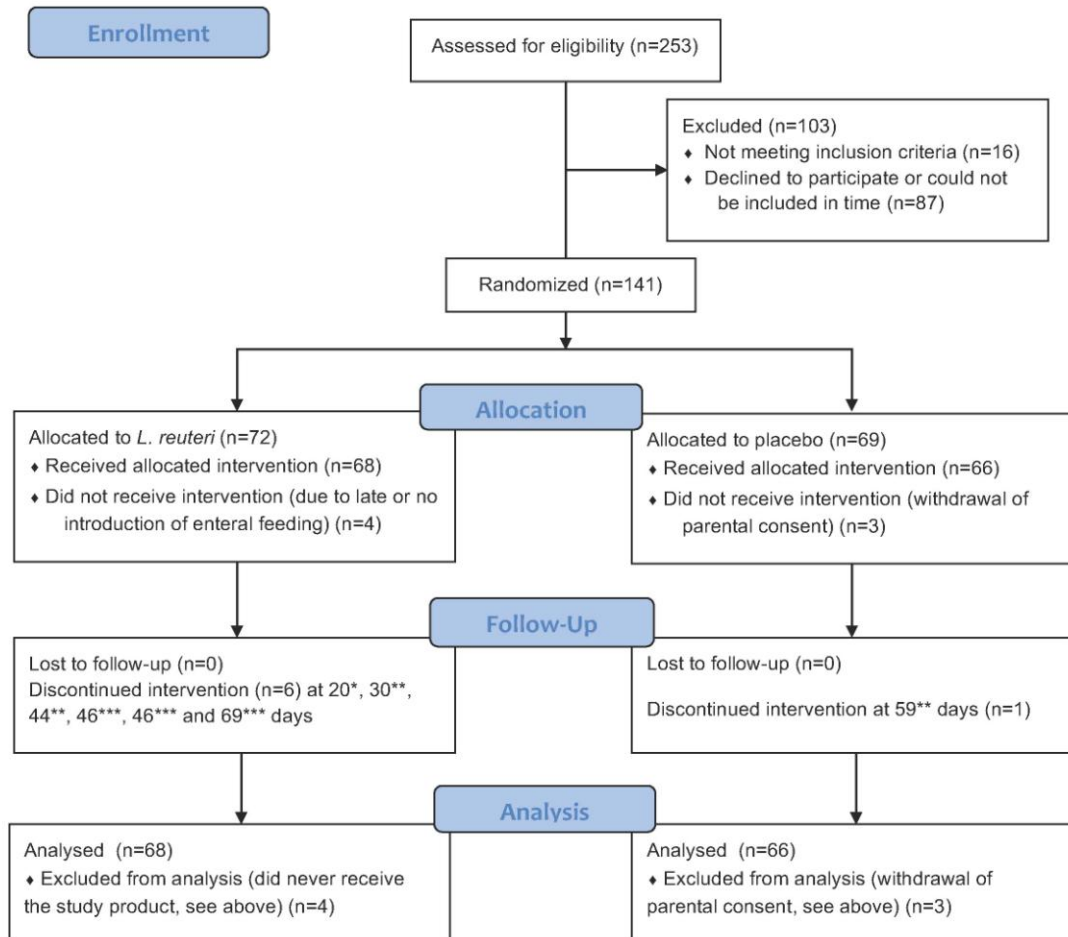 Enrollment
Assessed for eligibility (n=253)
Excluded (n=103)
♦ Not meeting inclusion criteria (n=16)
♦ Declined to participate or could not
be included in time (n=87)
Randomized (n=141)
Allocation
Allocated to L. reuteri (n=72)
♦ Received allocated intervention (n=68)
♦ Did not receive intervention (due to late or no
introduction of enteral feeding) (n=4)
Allocated to placebo (n=69)
♦ Received allocated intervention (n=66)
♦ Did not receive intervention (withdrawal of
parental consent) (n=3)
Follow-Up
Lost to follow-up (n=0)
Discontinued intervention (n=6) at 20*, 30**,
44**, 46***, 46*** and 69*** days
Lost to follow-up (n=0)
Discontinued intervention at 59** days (n=1)
Analysis
Analysed (n=68)
♦ Excluded from analysis (did never receive
the study product, see above) (n=4)
Analysed (n=66)
♦ Excluded from analysis (withdrawal of
parental consent, see above) (n=3)